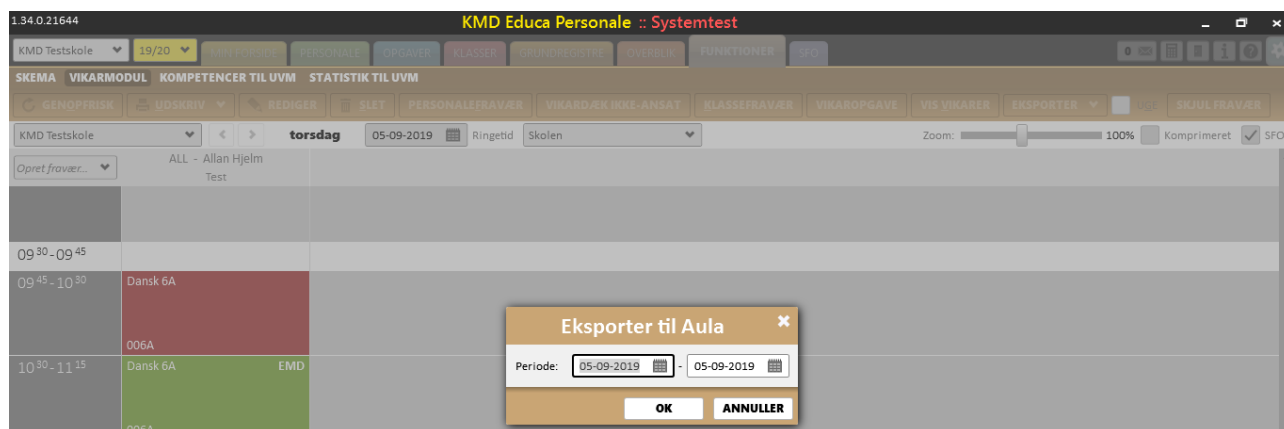 1.34.0.21644 KMD Educa Personale :: Systemtest
KMD Testskole 19/20 PERSONALE OPGAVER KLASSER GRUNDREGISTRE OVERBLIK FUNKTIONER SFO 0
SKEMA VIKARMODUL KOMPETENCER TIL UVM STATISTIK TIL UVM
GENOPFRISK UDSKRIV REDIGER SLET PERSONALEFRAVÆR VIKARDÆK IKKE-ANSAT KLASSEFRAVÆR VIKAROPGAVE VIS VIKARER EKSPORTER UGE SKJUL FRAVÆR
KMD Testskole < > torsdag 05-09-2019 Ringetid Skolen Zoom: 100% Komprimeret SFO
Opret fravær... ALL - Allan Hjelm
Test
09 30 - 09 45
09 45 - 10 30 Dansk 6A
006A
10 30 - 11 15 Dansk 6A EMD
006A
Eksporter til Aula
Periode: 05-09-2019 - 05-09-2019
OK ANNULLER